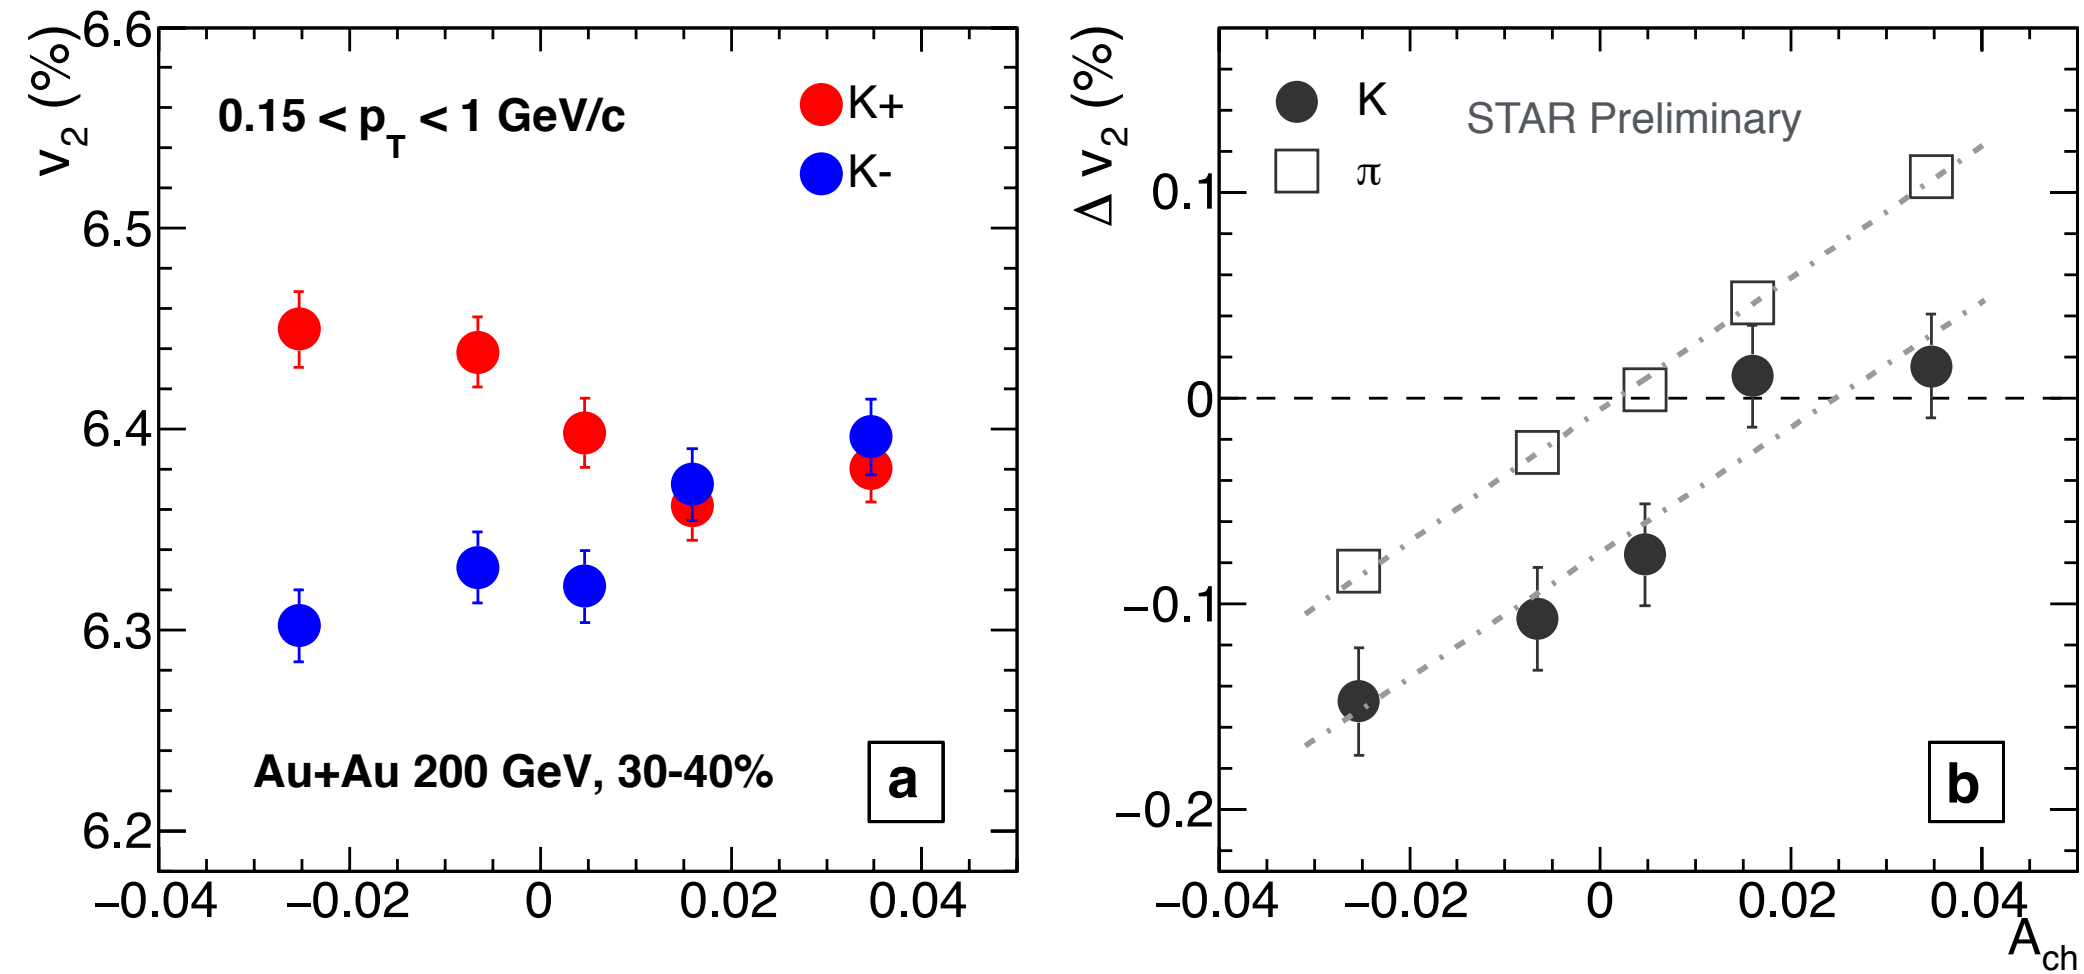 v2 (%)
6.6
6.5
6.4
6.3
6.2
0.15 < pT < 1 GeV/c
K+
K-
Au+Au 200 GeV, 30-40%
a
−0.04 −0.02 0 0.02 0.04
Δ v2 (%)
0.1
0
−0.1
−0.2
K
π
STAR Preliminary
b
−0.04 −0.02 0 0.02 0.04
Ach